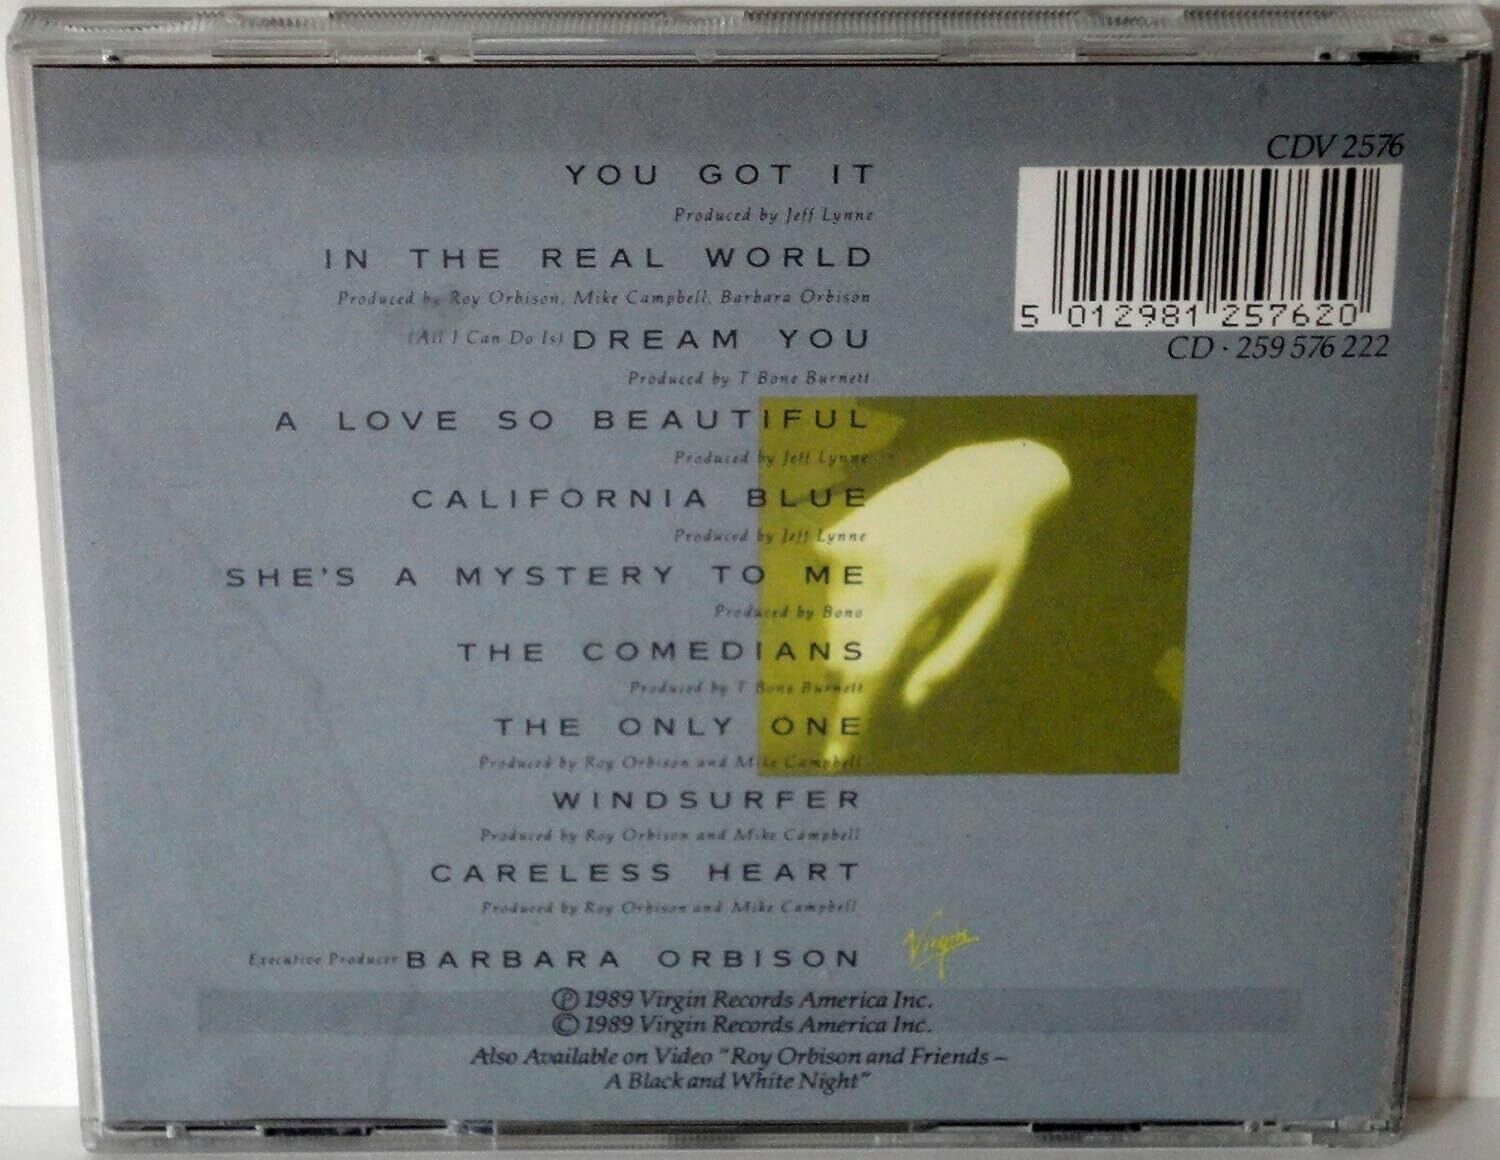 CDV 2576
YOU GOT IT
Produced by Jeff Lynne
IN THE REAL WORLD
Produced by Roy Orbison, Mike Campbell, Barbara Orbison
(All I Can Do Is) DREAM YOU
Produced by T Bone Burnett
A LOVE SO BEAUTIFUL
Produced by Jeff Lynne
CALIFORNIA BLUE
Produced by Jeff Lynne
SHE'S A MYSTERY TO ME
Produced by Bono
THE COMEDIANS
Produced by T Bone Burnett
THE ONLY ONE
Produced by Roy Orbison and Mike Campbell
WINDSURFER
Produced by Roy Orbison and Mike Campbell
CARELESS HEART
Produced by Roy Orbison and Mike Campbell
Executive Producer BARBARA ORBISON
5 012981 257620
CD · 259 576 222
Virgin
Ⓟ 1989 Virgin Records America Inc.
© 1989 Virgin Records America Inc.
Also Available on Video "Roy Orbison and Friends ~
A Black and White Night"